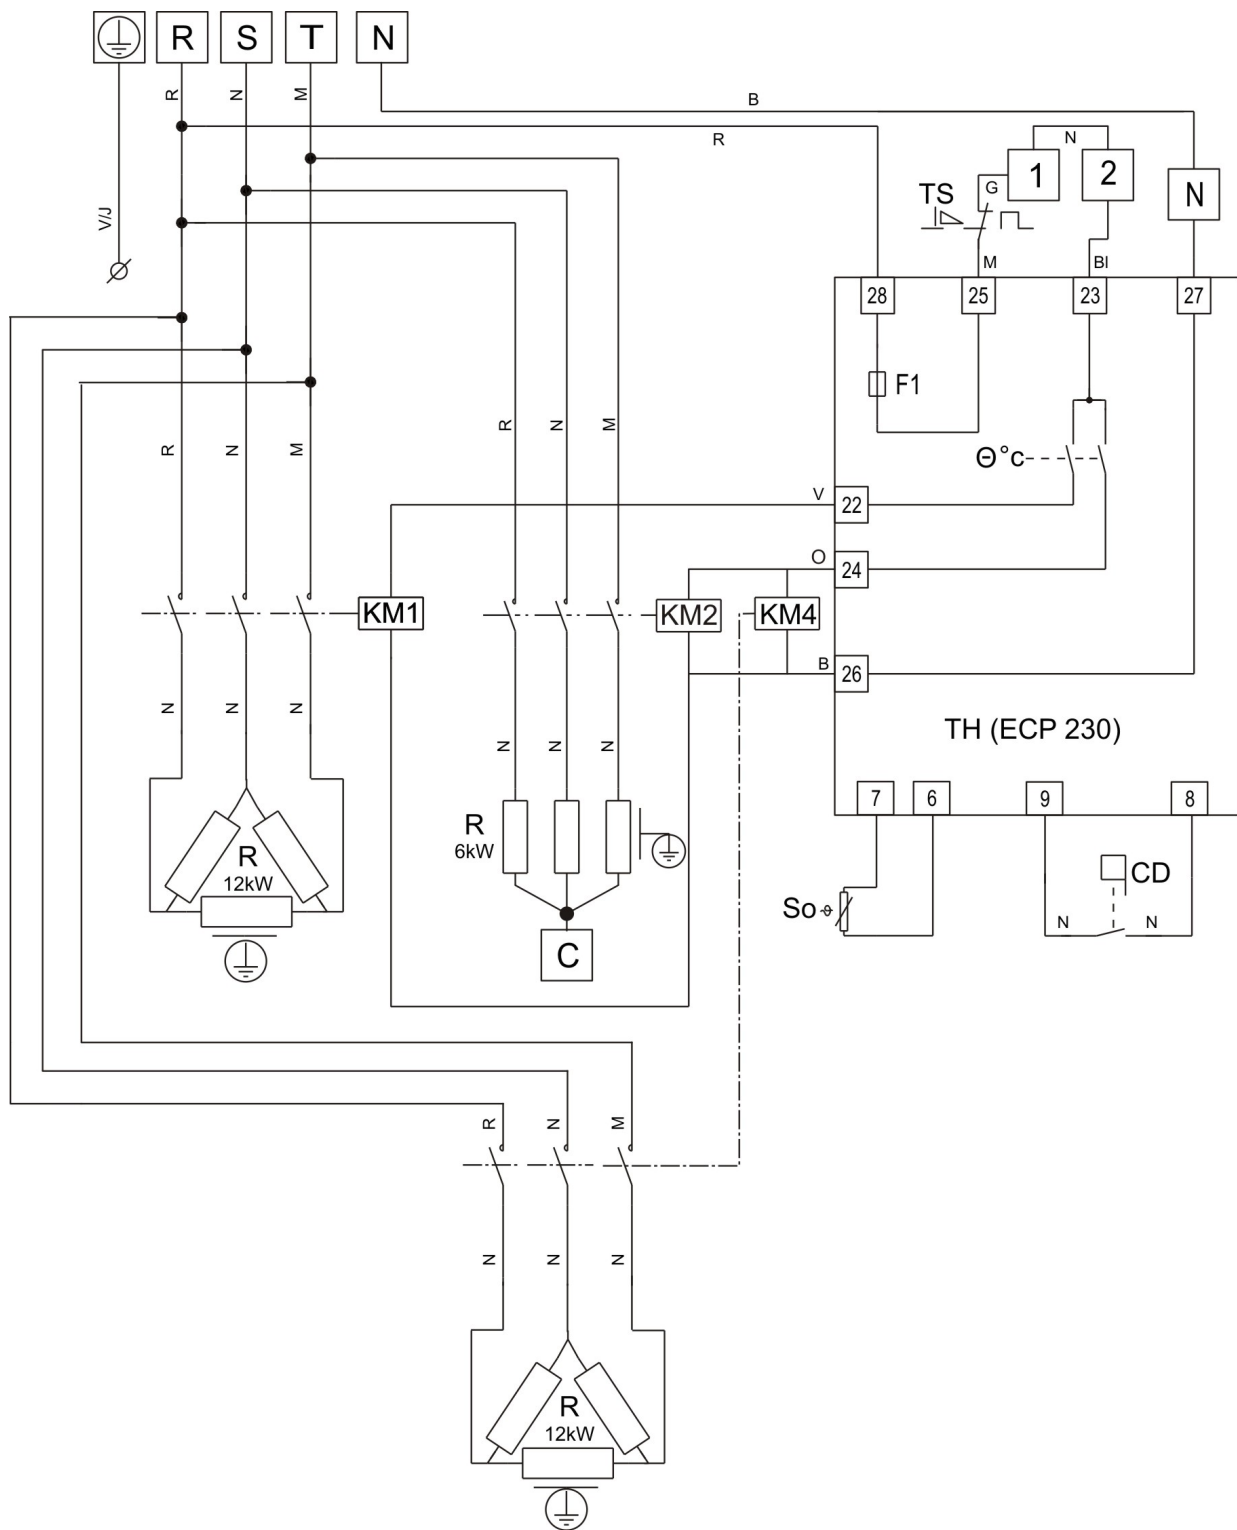 R S T N
R N M
B
R
V/J
N
1 2
TS G
N
M Bl
28 25 23 27
F1
R N M
R N M
Θ°c
V 22
O 24
KM1 KM2 KM4
B 26
N N N
N N N
TH (ECP 230)
7 6 9 8
R
6kW
R
12kW
CD
So
N N
C
R N M
N N N
R
12kW